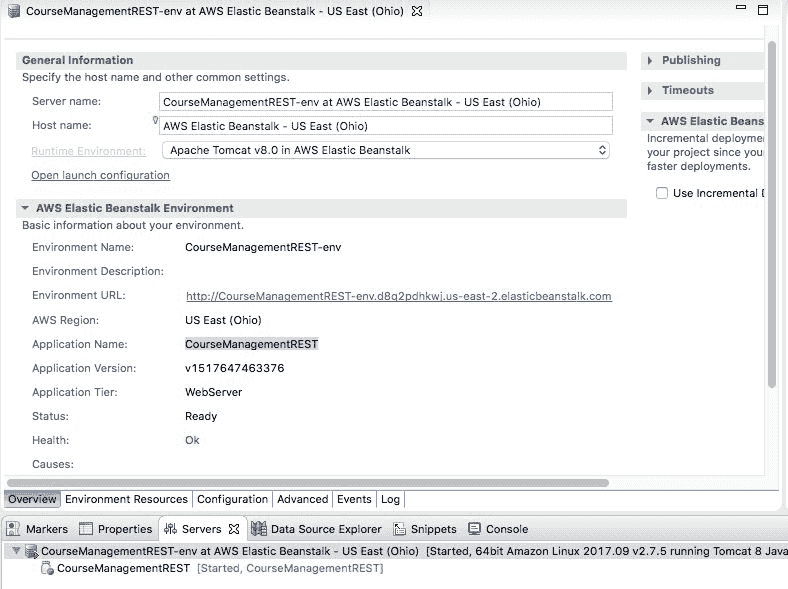 CourseManagementREST-env at AWS Elastic Beanstalk - US East (Ohio)
General Information
Specify the host name and other common settings.
Server name: CourseManagementREST-env at AWS Elastic Beanstalk - US East (Ohio)
Host name: AWS Elastic Beanstalk - US East (Ohio)
Runtime Environment: Apache Tomcat v8.0 in AWS Elastic Beanstalk
Open launch configuration
AWS Elastic Beanstalk Environment
Basic information about your environment.
Environment Name: CourseManagementREST-env
Environment Description:
Environment URL: http://CourseManagementREST-env.d8q2pdhkwj.us-east-2.elasticbeanstalk.com
AWS Region: US East (Ohio)
Application Name: CourseManagementREST
Application Version: v1517647463376
Application Tier: WebServer
Status: Ready
Health: Ok
Causes:
Publishing
Timeouts
AWS Elastic Beans
Incremental deployme
your project since your
faster deployments.
Use Incremental D
Overview Environment Resources Configuration Advanced Events Log
Markers Properties Servers Data Source Explorer Snippets Console
CourseManagementREST-env at AWS Elastic Beanstalk - US East (Ohio) [Started, 64bit Amazon Linux 2017.09 v2.7.5 running Tomcat 8 Java
CourseManagementREST [Started, CourseManagementREST]